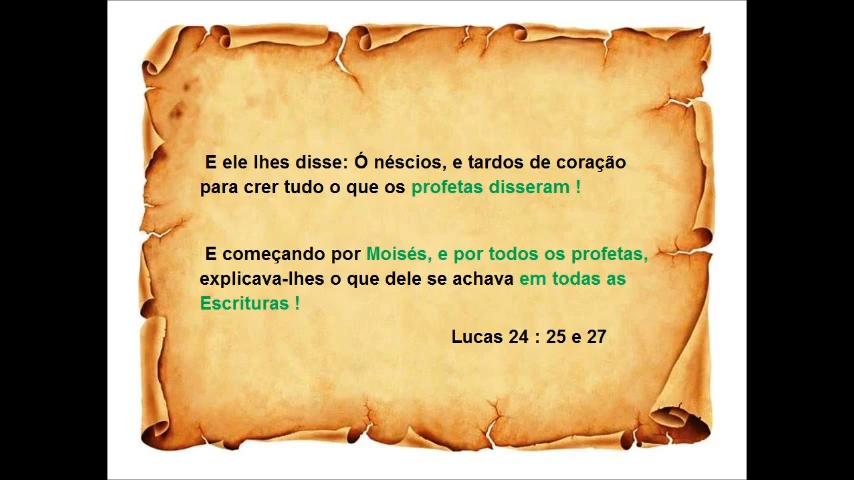 E ele lhes disse: Ó néscios, e tardos de coração
para crer tudo o que os profetas disseram !
E começando por Moisés, e por todos os profetas,
explicava-lhes o que dele se achava em todas as
Escrituras !
Lucas 24 : 25 e 27